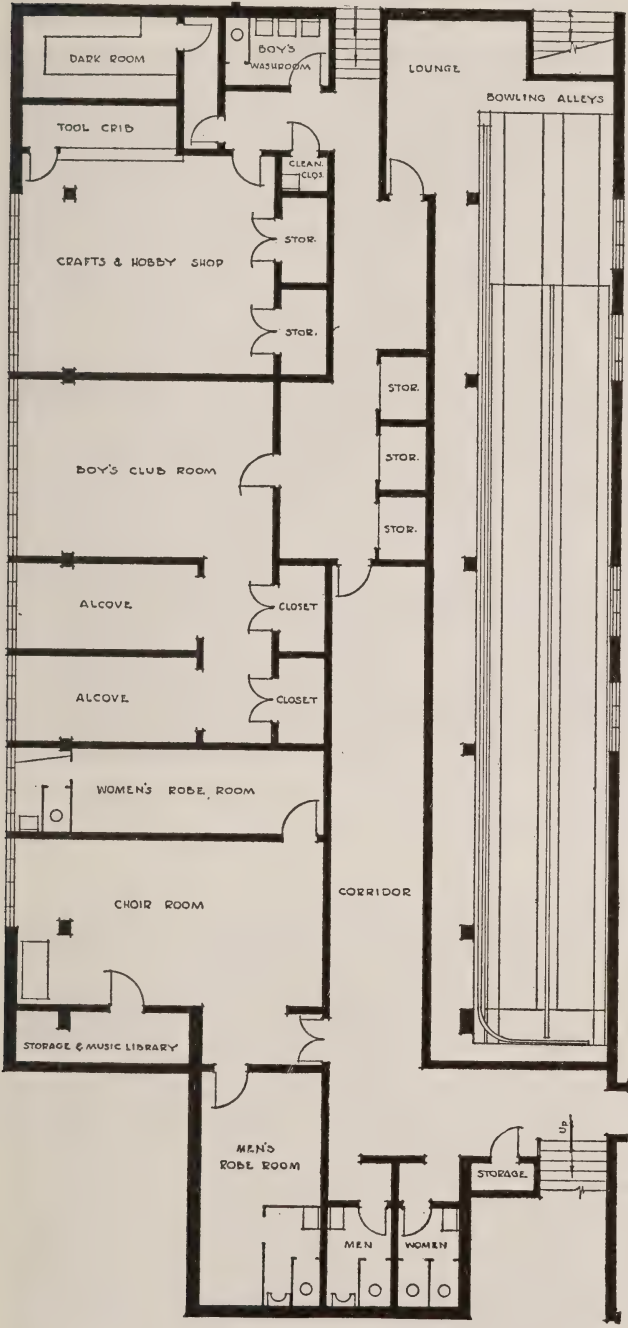 DARK ROOM
BOY'S
WASHROOM
LOUNGE
BOWLING ALLEYS
TOOL CRIB
CLEAN.
CLOS.
STOR.
CRAFTS & HOBBY SHOP
STOR.
STOR.
STOR.
BOY'S CLUB ROOM
STOR.
ALCOVE
CLOSET
ALCOVE
CLOSET
WOMEN'S ROBE ROOM
CHOIR ROOM
CORRIDOR
STORAGE & MUSIC LIBRARY
UP
MEN'S
ROBE ROOM
STORAGE
MEN
WOMEN